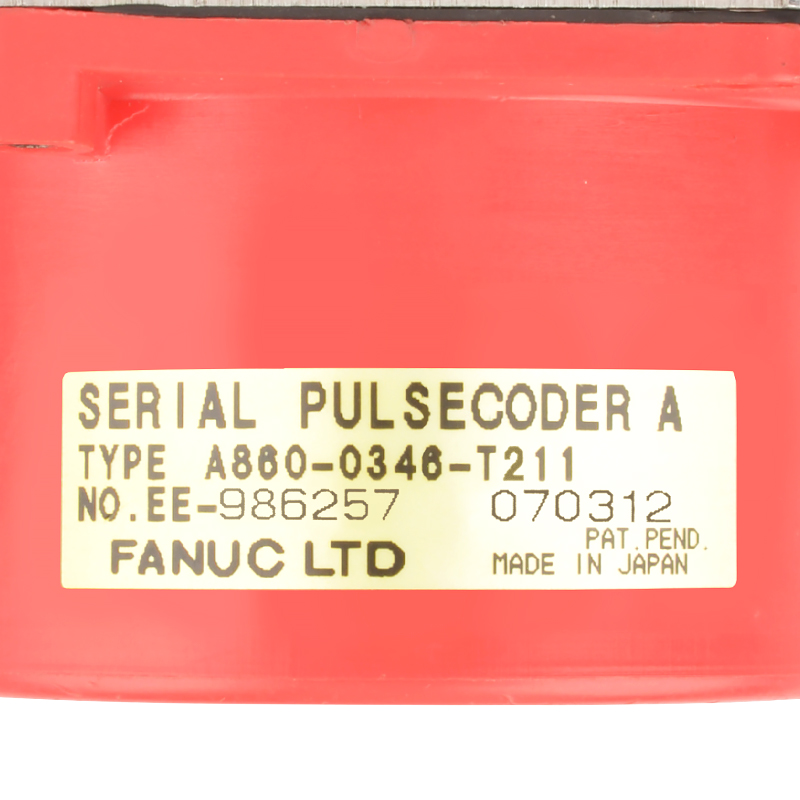 SERIAL PULSECODER A
TYPE A860-0346-T211
NO.EE-986257 070312
PAT.PEND.
FANUC LTD MADE IN JAPAN